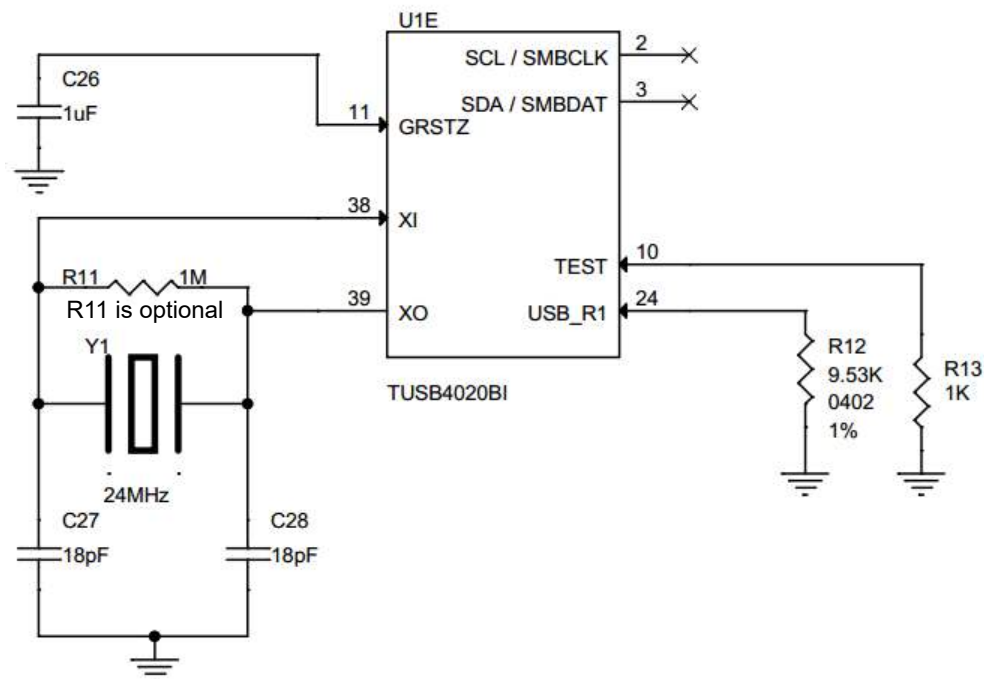 U1E
C26
1uF
11
GRSTZ
SCL / SMBCLK
2
SDA / SMBDAT
3
38
XI
R11
1M
R11 is optional
39
XO
TEST
10
USB_R1
24
Y1
24MHz
TUSB4020BI
R12
9.53K
0402
1%
R13
1K
C27
18pF
C28
18pF